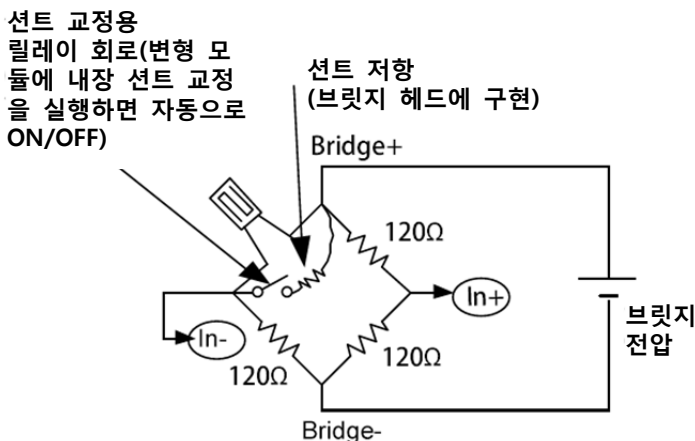 션트 교정용
릴레이 회로(변형 모
듈에 내장 션트 교정
을 실행하면 자동으로
ON/OFF)
션트 저항
(브릿지 헤드에 구현)
Bridge+
120Ω
In+
브릿지
전압
In-
120Ω
120Ω
Bridge-